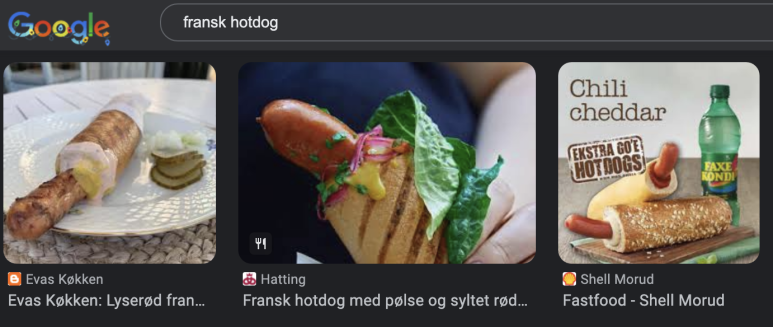 Google
fransk hotdog
Chili
cheddar
EKSTRA GO'E
HOTDOGS
FAXE
KONDI
Evas Køkken
Evas Køkken: Lyserød fran...
Hatting
Fransk hotdog med pølse og syltet rød...
Shell Morud
Fastfood - Shell Morud